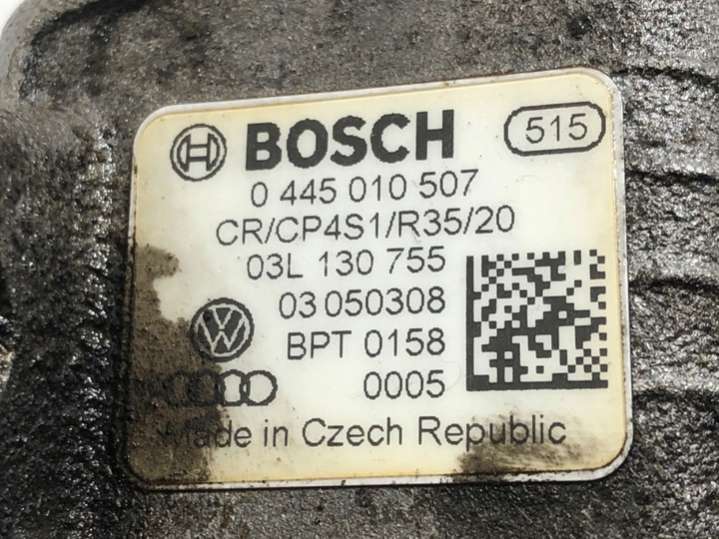 BOSCH 515
0 445 010 507
CR/CP4S1/R35/20
03L 130 755
03 050308
BPT 0158
0005
Made in Czech Republic